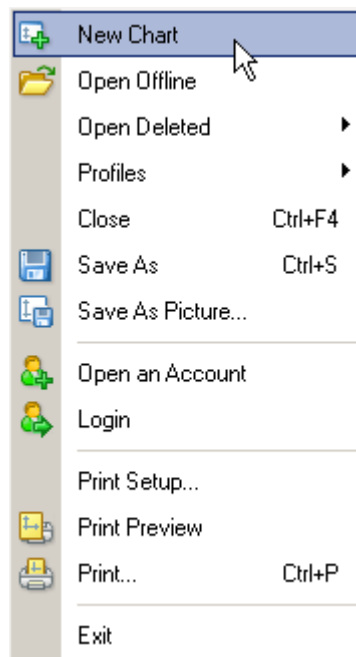 New Chart
Open Offline
Open Deleted
Profiles
Close Ctrl+F4
Save As Ctrl+S
Save As Picture...
Open an Account
Login
Print Setup...
Print Preview
Print... Ctrl+P
Exit